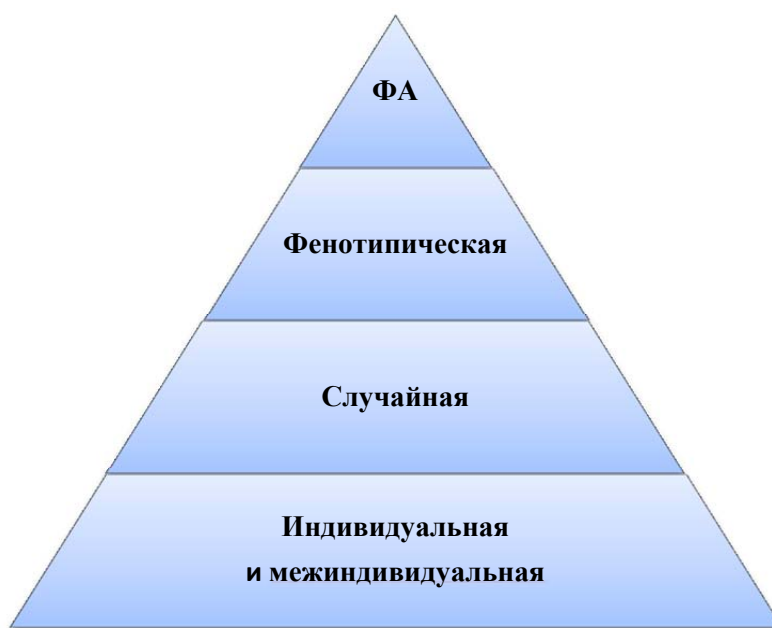 ФА
Фенотипическая
Случайная
Индивидуальная
и межиндивидуальная